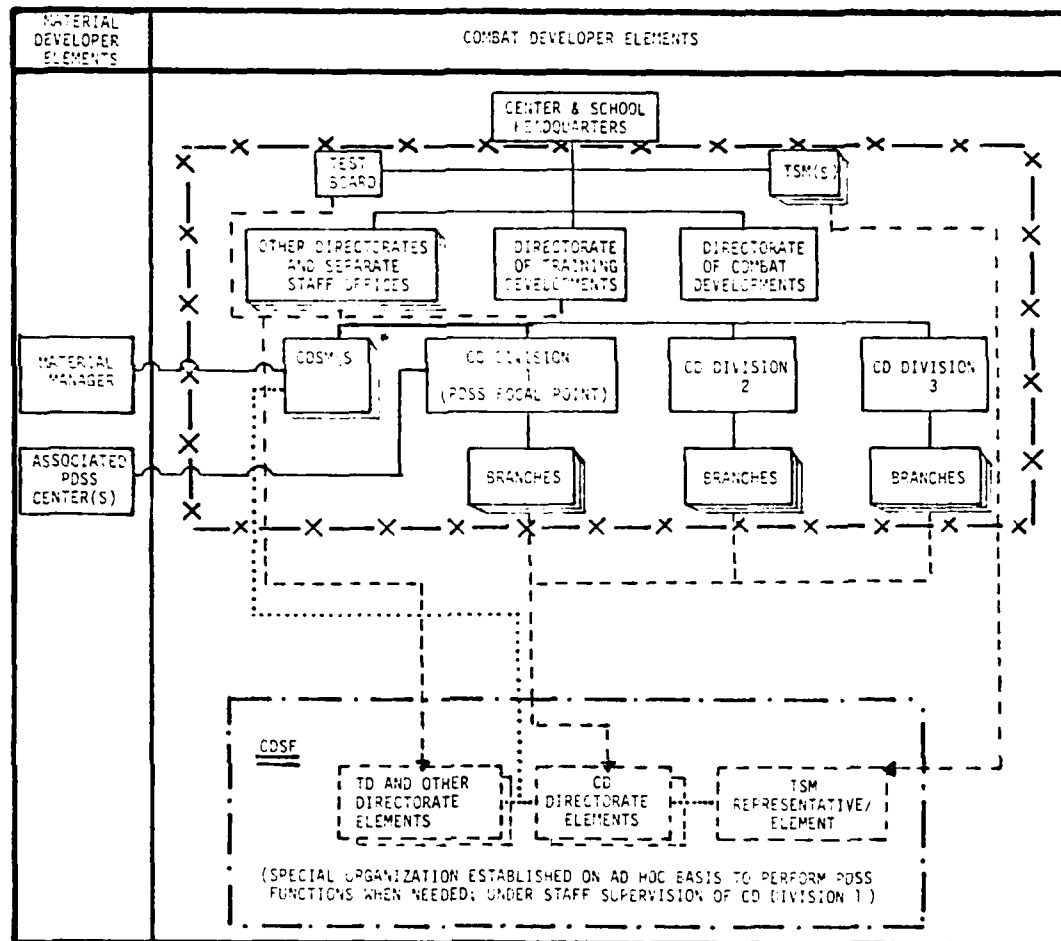 MATERIAL
DEVELOPER
ELEMENTS
COMBAT DEVELOPER ELEMENTS
CENTER & SCHOOL
HEADQUARTERS
TEST
BOARD
TSM(S)
OTHER DIRECTORATES
AND SEPARATE
STAFF OFFICES
DIRECTORATE
OF TRAINING
DEVELOPMENTS
DIRECTORATE
OF COMBAT
DEVELOPMENTS
MATERIAL
MANAGER
CDSM'S
*
CD DIVISION
(PDSS FOCAL POINT)
CD DIVISION
2
CD DIVISION
3
ASSOCIATED
PDSS
CENTER(S)
BRANCHES
BRANCHES
BRANCHES
CDSF
TD AND OTHER
DIRECTORATE
ELEMENTS
CD
DIRECTORATE
ELEMENTS
TSM
REPRESENTATIVE/
ELEMENT
(SPECIAL ORGANIZATION ESTABLISHED ON AD HOC BASIS TO PERFORM PDSS
FUNCTIONS WHEN NEEDED; UNDER STAFF SUPERVISION OF CD DIVISION 1)